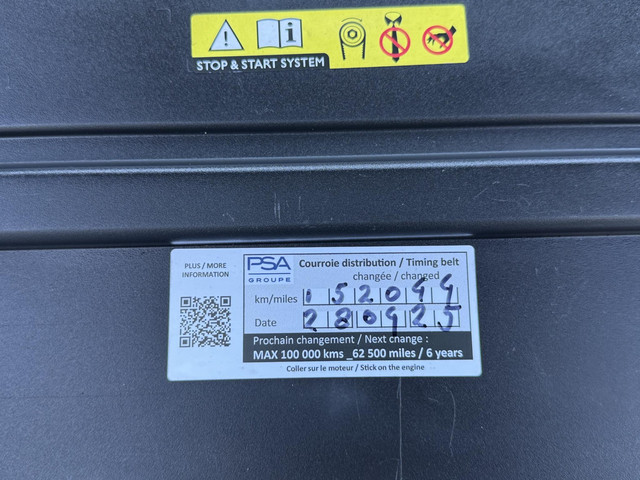 STOP & START SYSTEM
PLUS / MORE
INFORMATION
PSA
GROUPE
Courroie distribution / Timing belt
changée / changed
km/miles 152099
Date 280925
Prochain changement / Next change :
MAX 100 000 kms _62 500 miles / 6 years
Coller sur le moteur / Stick on the engine